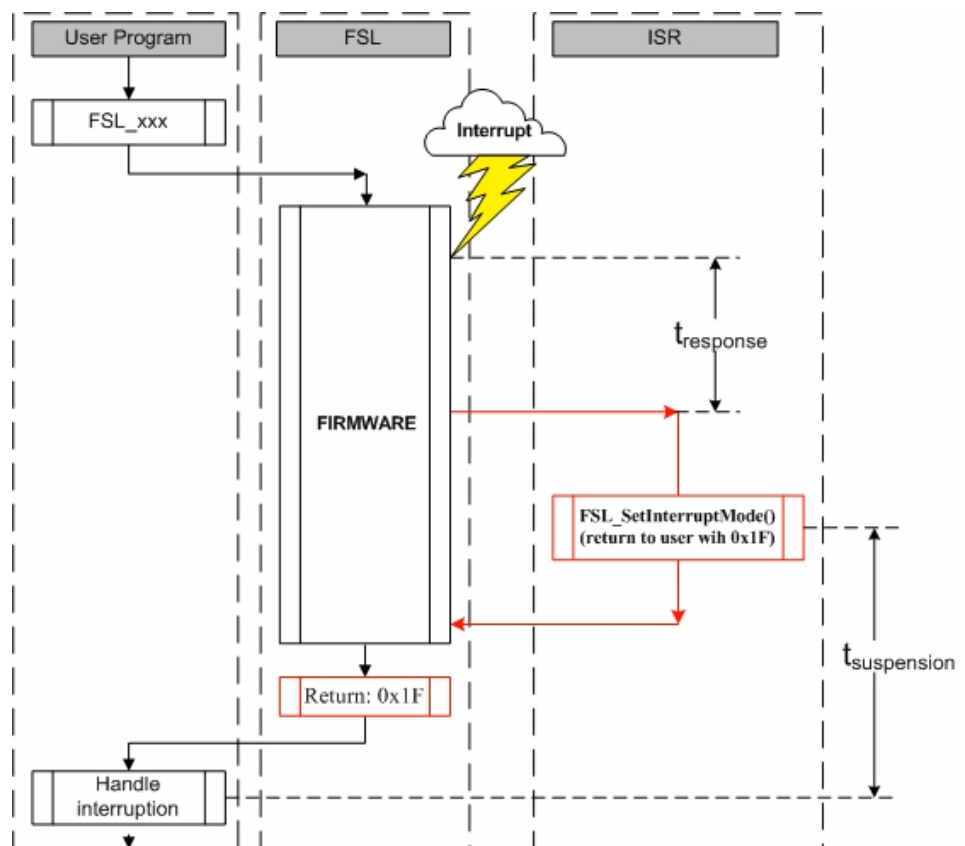 User Program
FSL
ISR
FSL_xxx
Interrupt
tresponse
FIRMWARE
FSL_SetInterruptMode()
(return to user wih 0x1F)
tsuspension
Return: 0x1F
Handle
interruption